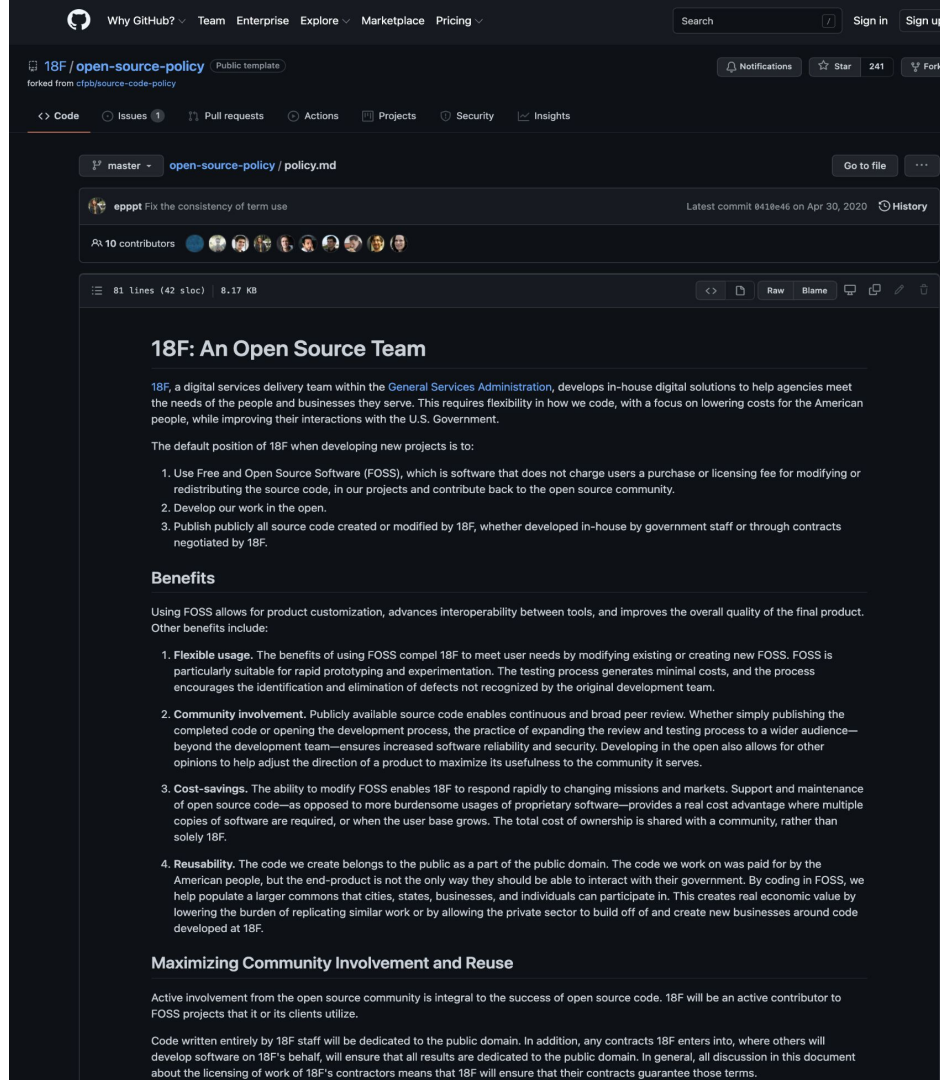 Why GitHub? Team Enterprise Explore Marketplace Pricing Search / Sign in Sign up
18F / open-source-policy Public template Notifications Star 241 Fork
forked from cfpb/source-code-policy
<> Code Issues 1 Pull requests Actions Projects Security Insights
master open-source-policy / policy.md Go to file ...
epppt Fix the consistency of term use Latest commit 0410e46 on Apr 30, 2020 History
10 contributors
81 lines (42 sloc) 8.17 KB <> Raw Blame
18F: An Open Source Team
18F, a digital services delivery team within the General Services Administration, develops in-house digital solutions to help agencies meet
the needs of the people and businesses they serve. This requires flexibility in how we code, with a focus on lowering costs for the American
people, while improving their interactions with the U.S. Government.
The default position of 18F when developing new projects is to:
1. Use Free and Open Source Software (FOSS), which is software that does not charge users a purchase or licensing fee for modifying or
redistributing the source code, in our projects and contribute back to the open source community.
2. Develop our work in the open.
3. Publish publicly all source code created or modified by 18F, whether developed in-house by government staff or through contracts
negotiated by 18F.
Benefits
Using FOSS allows for product customization, advances interoperability between tools, and improves the overall quality of the final product.
Other benefits include:
1. Flexible usage. The benefits of using FOSS compel 18F to meet user needs by modifying existing or creating new FOSS. FOSS is
particularly suitable for rapid prototyping and experimentation. The testing process generates minimal costs, and the process
encourages the identification and elimination of defects not recognized by the original development team.
2. Community involvement. Publicly available source code enables continuous and broad peer review. Whether simply publishing the
completed code or opening the development process, the practice of expanding the review and testing process to a wider audience—
beyond the development team—ensures increased software reliability and security. Developing in the open also allows for other
opinions to help adjust the direction of a product to maximize its usefulness to the community it serves.
3. Cost-savings. The ability to modify FOSS enables 18F to respond rapidly to changing missions and markets. Support and maintenance
of open source code—as opposed to more burdensome usages of proprietary software—provides a real cost advantage where multiple
copies of software are required, or when the user base grows. The total cost of ownership is shared with a community, rather than
solely 18F.
4. Reusability. The code we create belongs to the public as a part of the public domain. The code we work on was paid for by the
American people, but the end-product is not the only way they should be able to interact with their government. By coding in FOSS, we
help populate a larger commons that cities, states, businesses, and individuals can participate in. This creates real economic value by
lowering the burden of replicating similar work or by allowing the private sector to build off of and create new businesses around code
developed at 18F.
Maximizing Community Involvement and Reuse
Active involvement from the open source community is integral to the success of open source code. 18F will be an active contributor to
FOSS projects that it or its clients utilize.
Code written entirely by 18F staff will be dedicated to the public domain. In addition, any contracts 18F enters into, where others will
develop software on 18F's behalf, will ensure that all results are dedicated to the public domain. In general, all discussion in this document
about the licensing of work of 18F's contractors means that 18F will ensure that their contracts guarantee those terms.